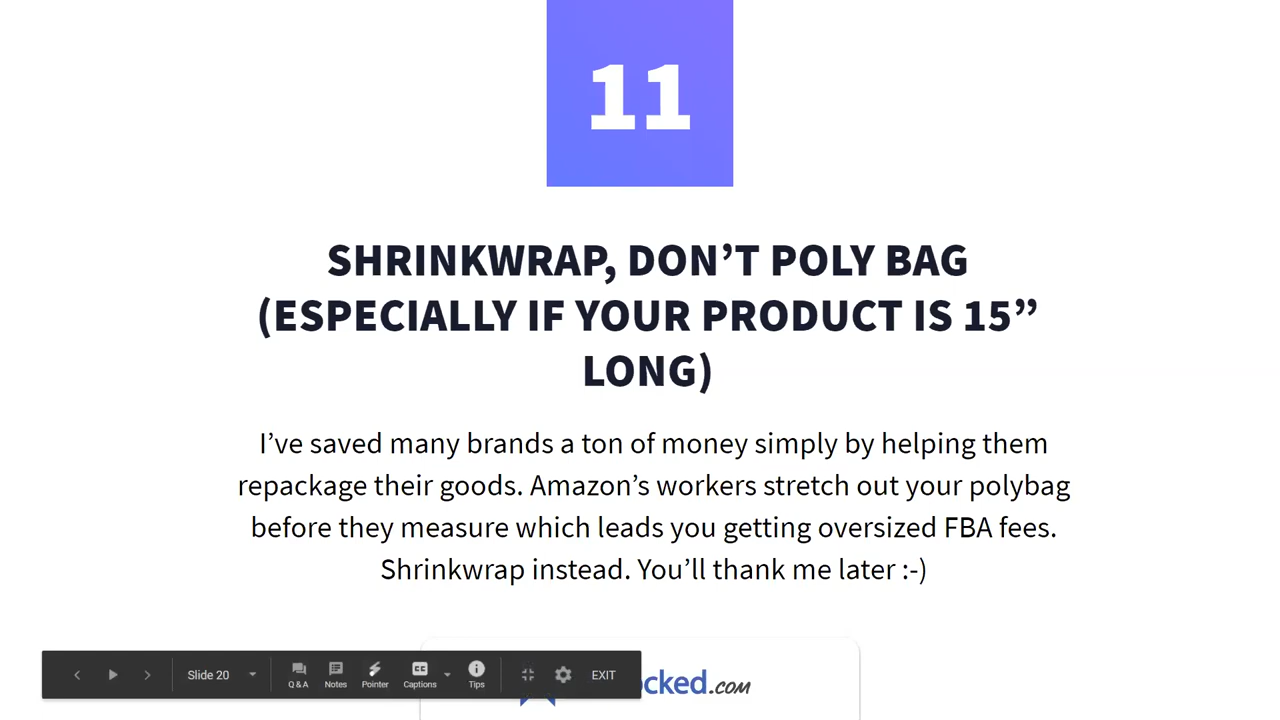 11
SHRINKWRAP, DON’T POLY BAG
(ESPECIALLY IF YOUR PRODUCT IS 15”
LONG)
I’ve saved many brands a ton of money simply by helping them
repackage their goods. Amazon’s workers stretch out your polybag
before they measure which leads you getting oversized FBA fees.
Shrinkwrap instead. You’ll thank me later :-)
Slide 20
Q & A
Notes
Pointer
CC
Captions
Tips
EXIT